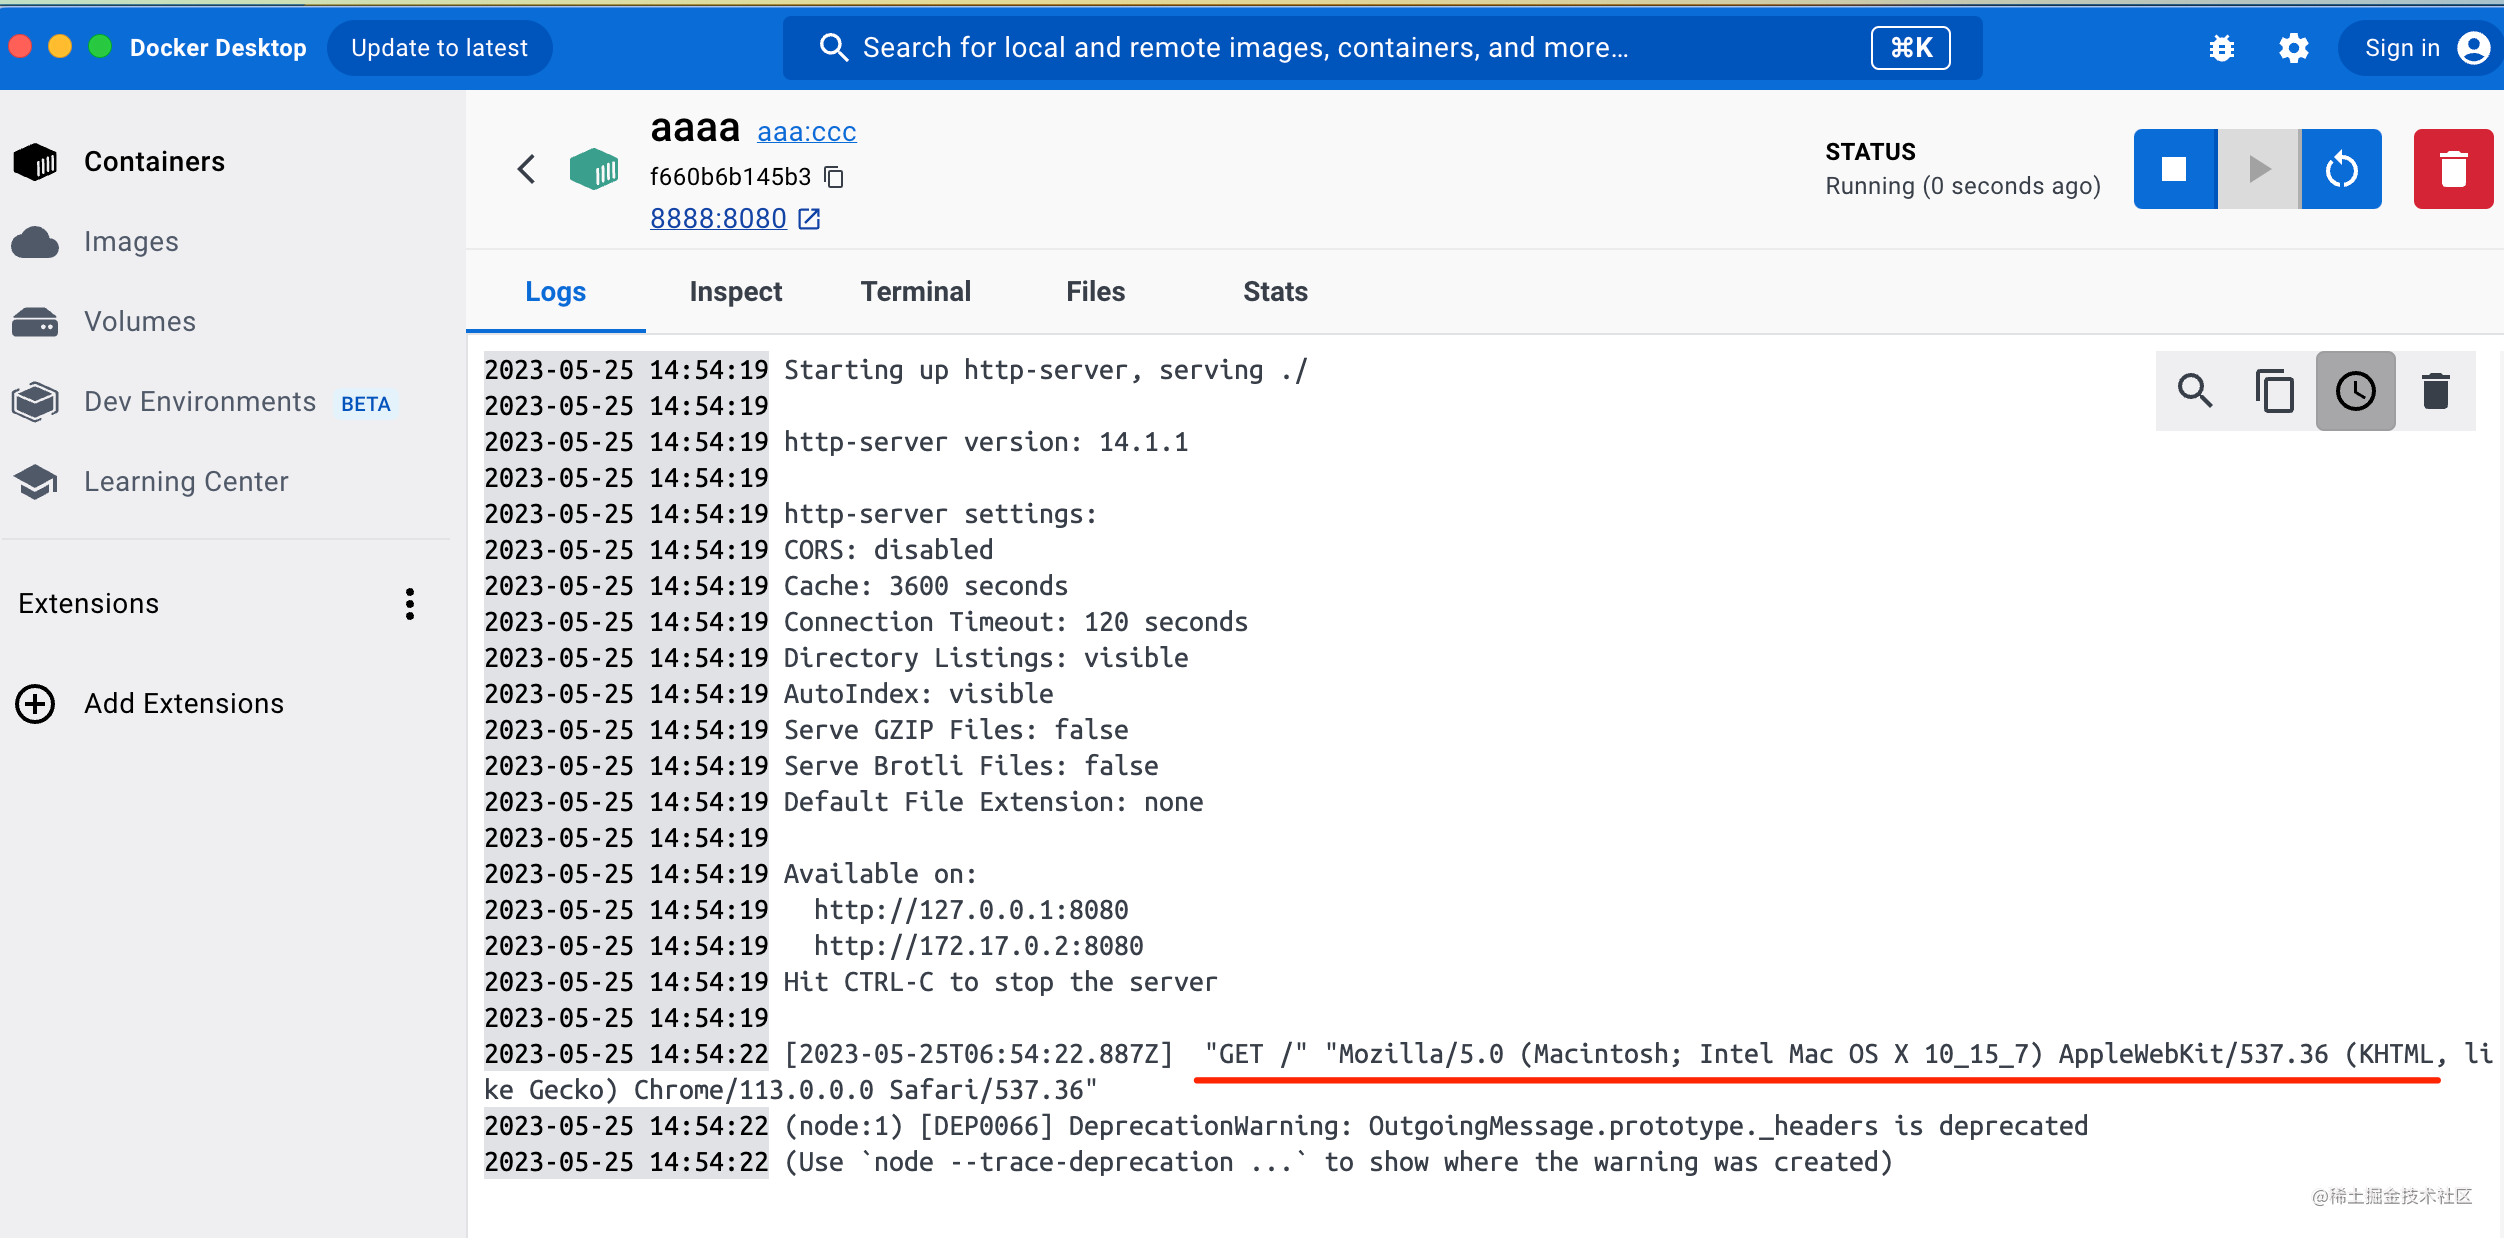 Docker Desktop
Update to latest
Search for local and remote images, containers, and more...
⌘K
Sign in
Containers
Images
Volumes
Dev Environments BETA
Learning Center
Extensions
Add Extensions
aaaa aaa:ccc
f660b6b145b3
8888:8080
STATUS
Running (0 seconds ago)
Logs Inspect Terminal Files Stats
2023-05-25 14:54:19 Starting up http-server, serving ./
2023-05-25 14:54:19
2023-05-25 14:54:19 http-server version: 14.1.1
2023-05-25 14:54:19
2023-05-25 14:54:19 http-server settings:
2023-05-25 14:54:19 CORS: disabled
2023-05-25 14:54:19 Cache: 3600 seconds
2023-05-25 14:54:19 Connection Timeout: 120 seconds
2023-05-25 14:54:19 Directory Listings: visible
2023-05-25 14:54:19 AutoIndex: visible
2023-05-25 14:54:19 Serve GZIP Files: false
2023-05-25 14:54:19 Serve Brotli Files: false
2023-05-25 14:54:19 Default File Extension: none
2023-05-25 14:54:19
2023-05-25 14:54:19 Available on:
2023-05-25 14:54:19 http://127.0.0.1:8080
2023-05-25 14:54:19 http://172.17.0.2:8080
2023-05-25 14:54:19 Hit CTRL-C to stop the server
2023-05-25 14:54:19
2023-05-25 14:54:22 [2023-05-25T06:54:22.887Z] "GET /" "Mozilla/5.0 (Macintosh; Intel Mac OS X 10_15_7) AppleWebKit/537.36 (KHTML, li
ke Gecko) Chrome/113.0.0.0 Safari/537.36"
2023-05-25 14:54:22 (node:1) [DEP0066] DeprecationWarning: OutgoingMessage.prototype._headers is deprecated
2023-05-25 14:54:22 (Use `node --trace-deprecation ...` to show where the warning was created)
@稀土掘金技术社区